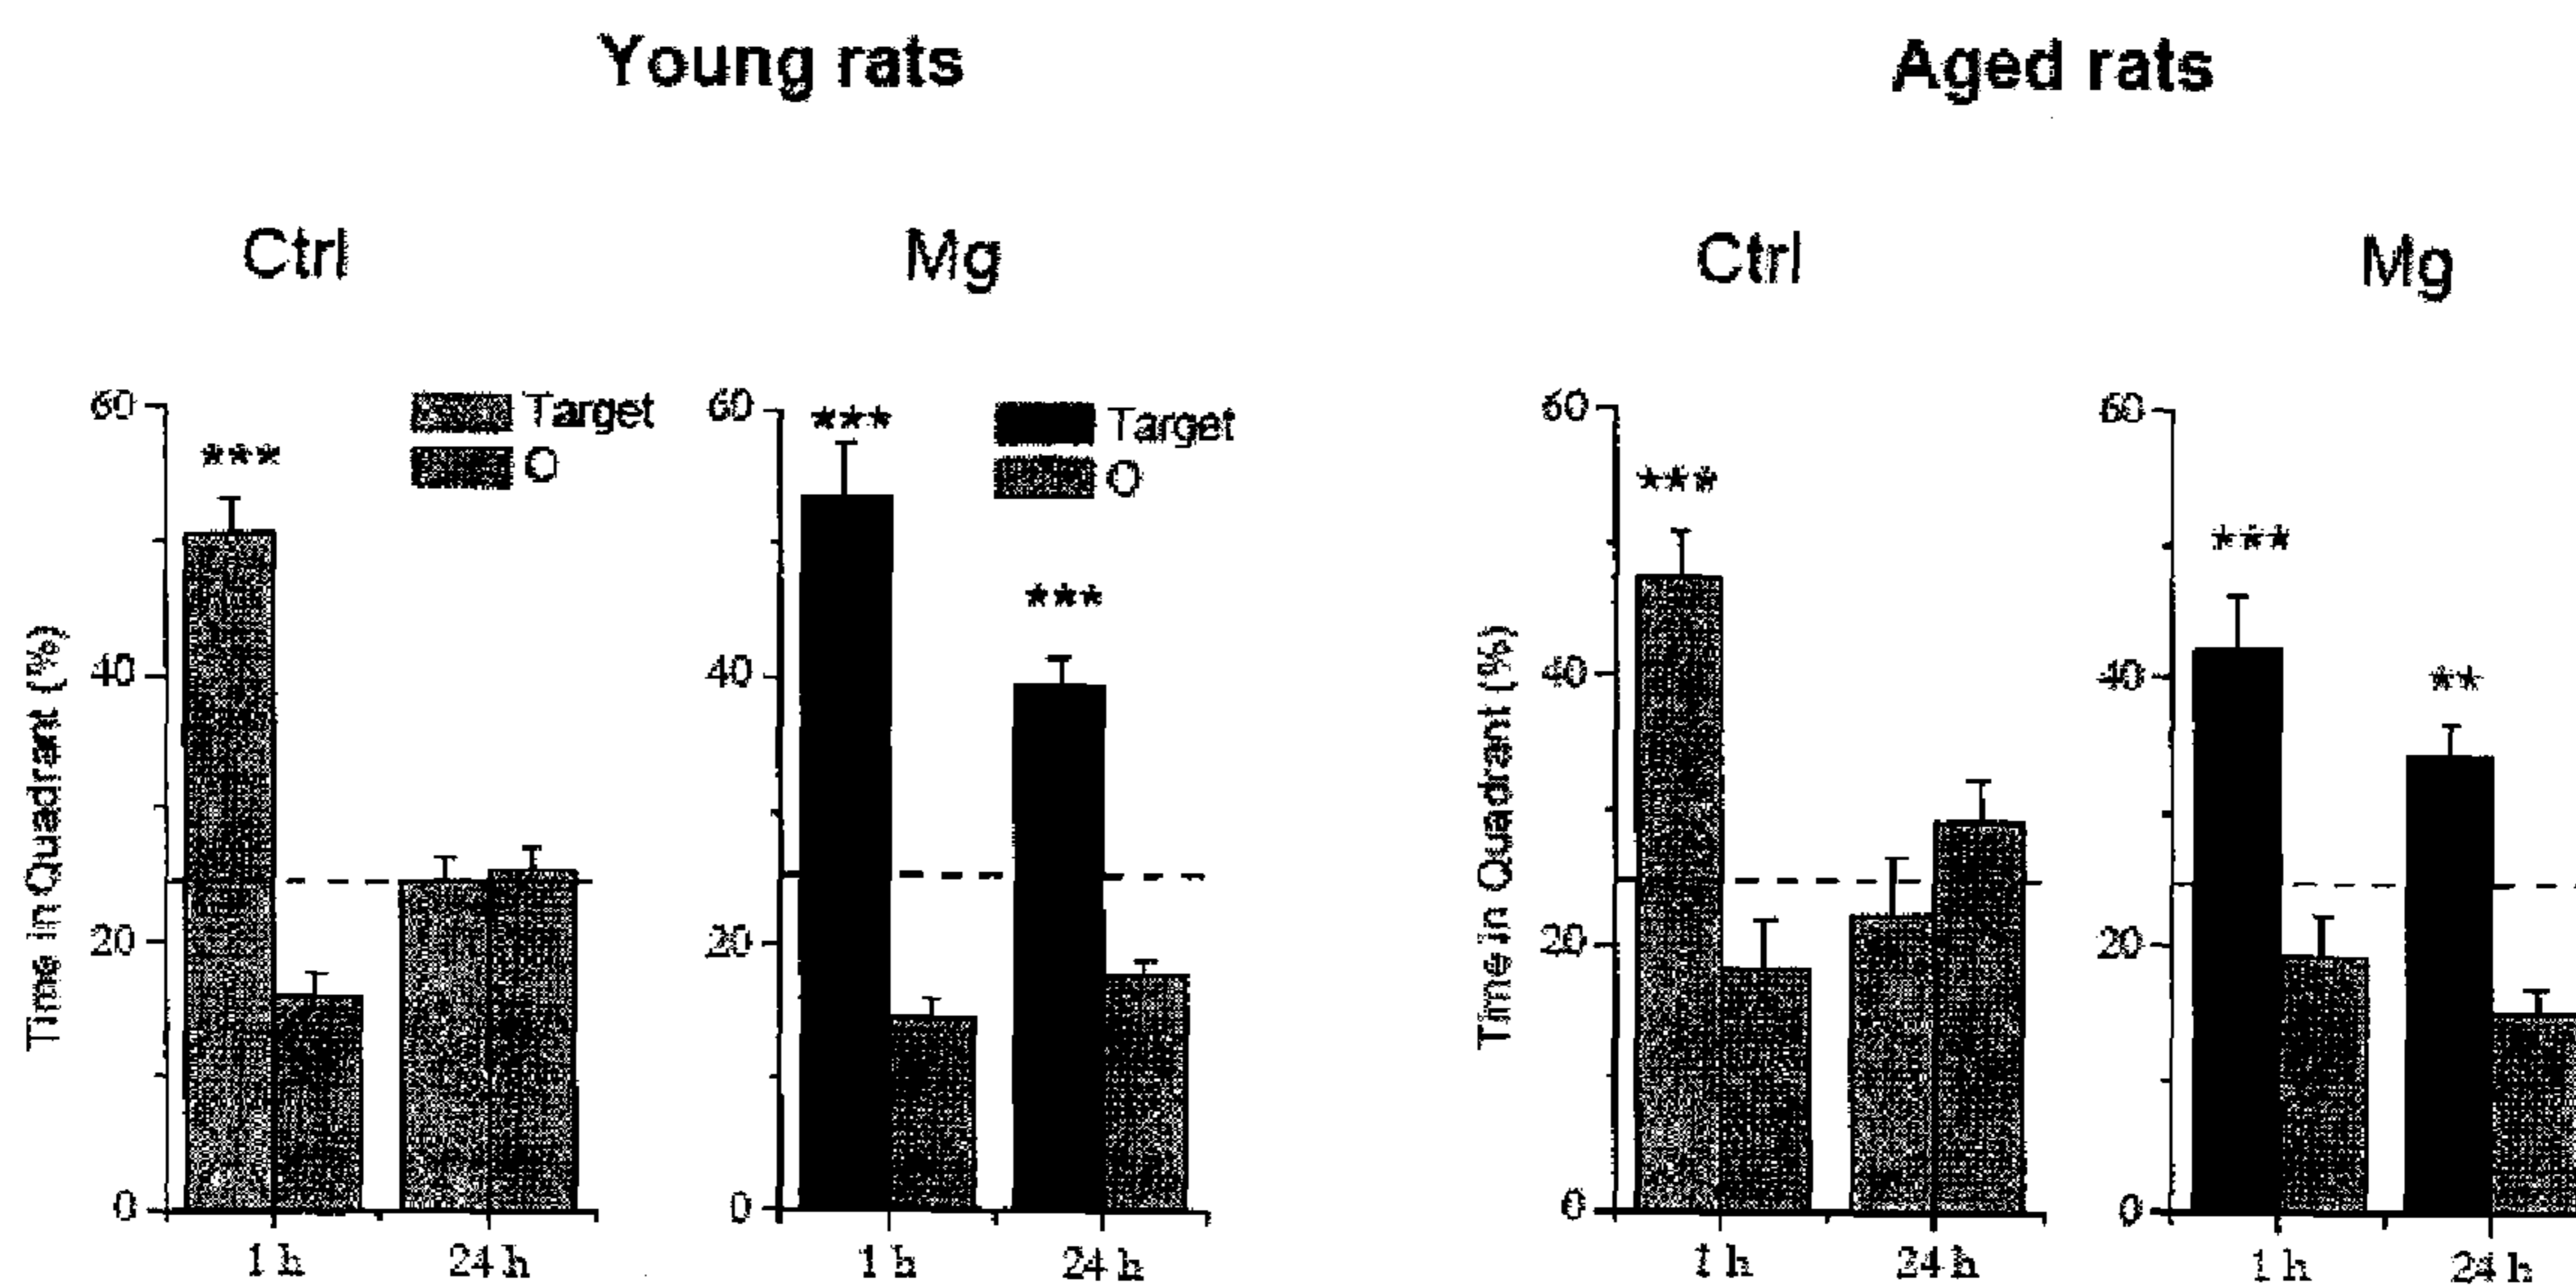 Young rats
Aged rats
Ctrl
Mg
Ctrl
Mg
Time in Quadrant (%)
60
40
20
0
***
Target
O
1 h
24 h
60
40
20
0
***
***
Target
O
1 h
24 h
Time in Quadrant (%)
60
40
20
0
***
1 h
24 h
60
40
20
0
***
**
1 h
24 h